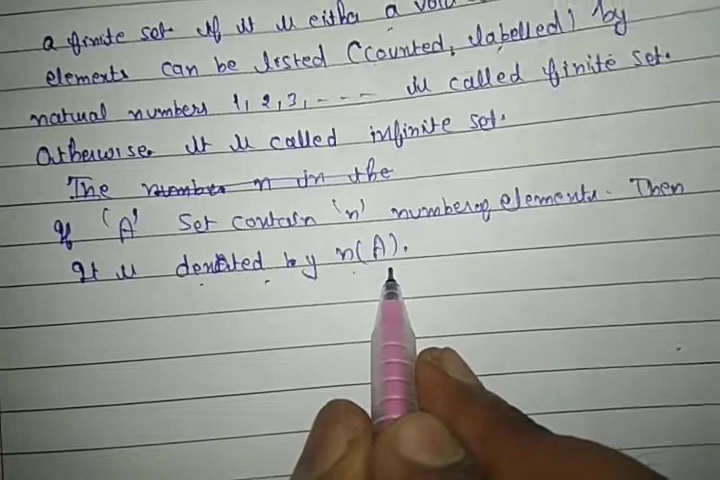 a finite set if it is either a void
elements can be listed (counted, labelled) by
natural numbers 1, 2, 3, ---- is called finite set.
Otherwise. It is called infinite set.
The number n in the
If 'A' set contain 'n' number of elements. Then
It is denoted by n(A).